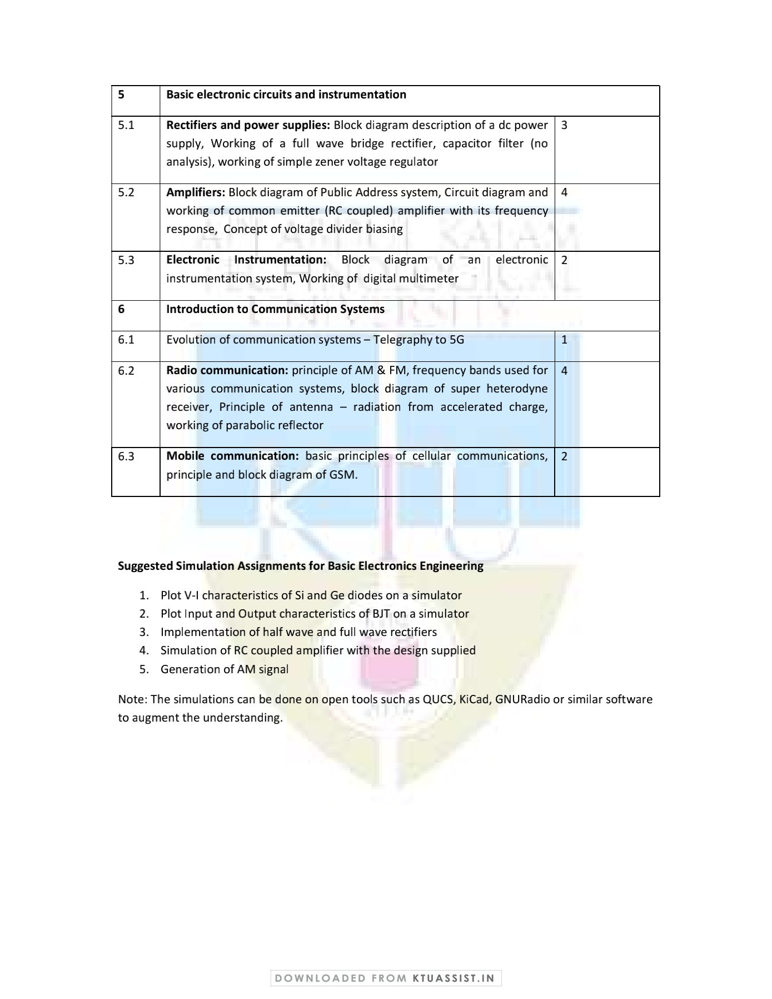 5 Basic electronic circuits and instrumentation
5.1 Rectifiers and power supplies: Block diagram description of a dc power 3
supply, Working of a full wave bridge rectifier, capacitor filter (no
analysis), working of simple zener voltage regulator
5.2 Amplifiers: Block diagram of Public Address system, Circuit diagram and 4
working of common emitter (RC coupled) amplifier with its frequency
response, Concept of voltage divider biasing
5.3 Electronic Instrumentation: Block diagram of an electronic 2
instrumentation system, Working of digital multimeter
6 Introduction to Communication Systems
6.1 Evolution of communication systems – Telegraphy to 5G 1
6.2 Radio communication: principle of AM & FM, frequency bands used for 4
various communication systems, block diagram of super heterodyne
receiver, Principle of antenna – radiation from accelerated charge,
working of parabolic reflector
6.3 Mobile communication: basic principles of cellular communications, 2
principle and block diagram of GSM.
KTU
Suggested Simulation Assignments for Basic Electronics Engineering
1. Plot V-I characteristics of Si and Ge diodes on a simulator
2. Plot Input and Output characteristics of BJT on a simulator
3. Implementation of half wave and full wave rectifiers
4. Simulation of RC coupled amplifier with the design supplied
5. Generation of AM signal
Note: The simulations can be done on open tools such as QUCS, KiCad, GNURadio or similar software
to augment the understanding.
DOWNLOADED FROM KTUASSIST.IN